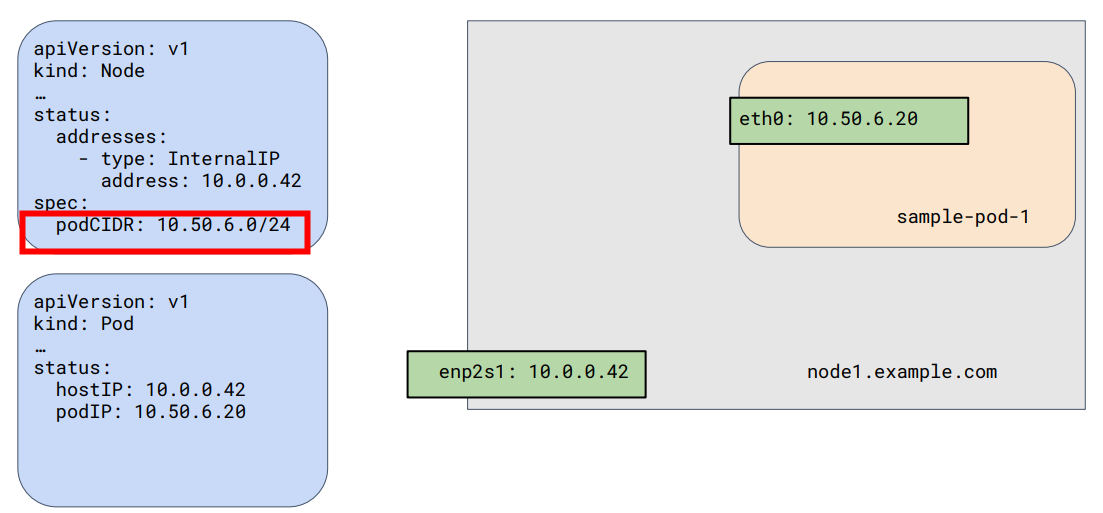 apiVersion: v1
kind: Node
…
status:
  addresses:
    - type: InternalIP
      address: 10.0.0.42
spec:
  podCIDR: 10.50.6.0/24
apiVersion: v1
kind: Pod
…
status:
  hostIP: 10.0.0.42
  podIP: 10.50.6.20
eth0: 10.50.6.20
sample-pod-1
enp2s1: 10.0.0.42
node1.example.com